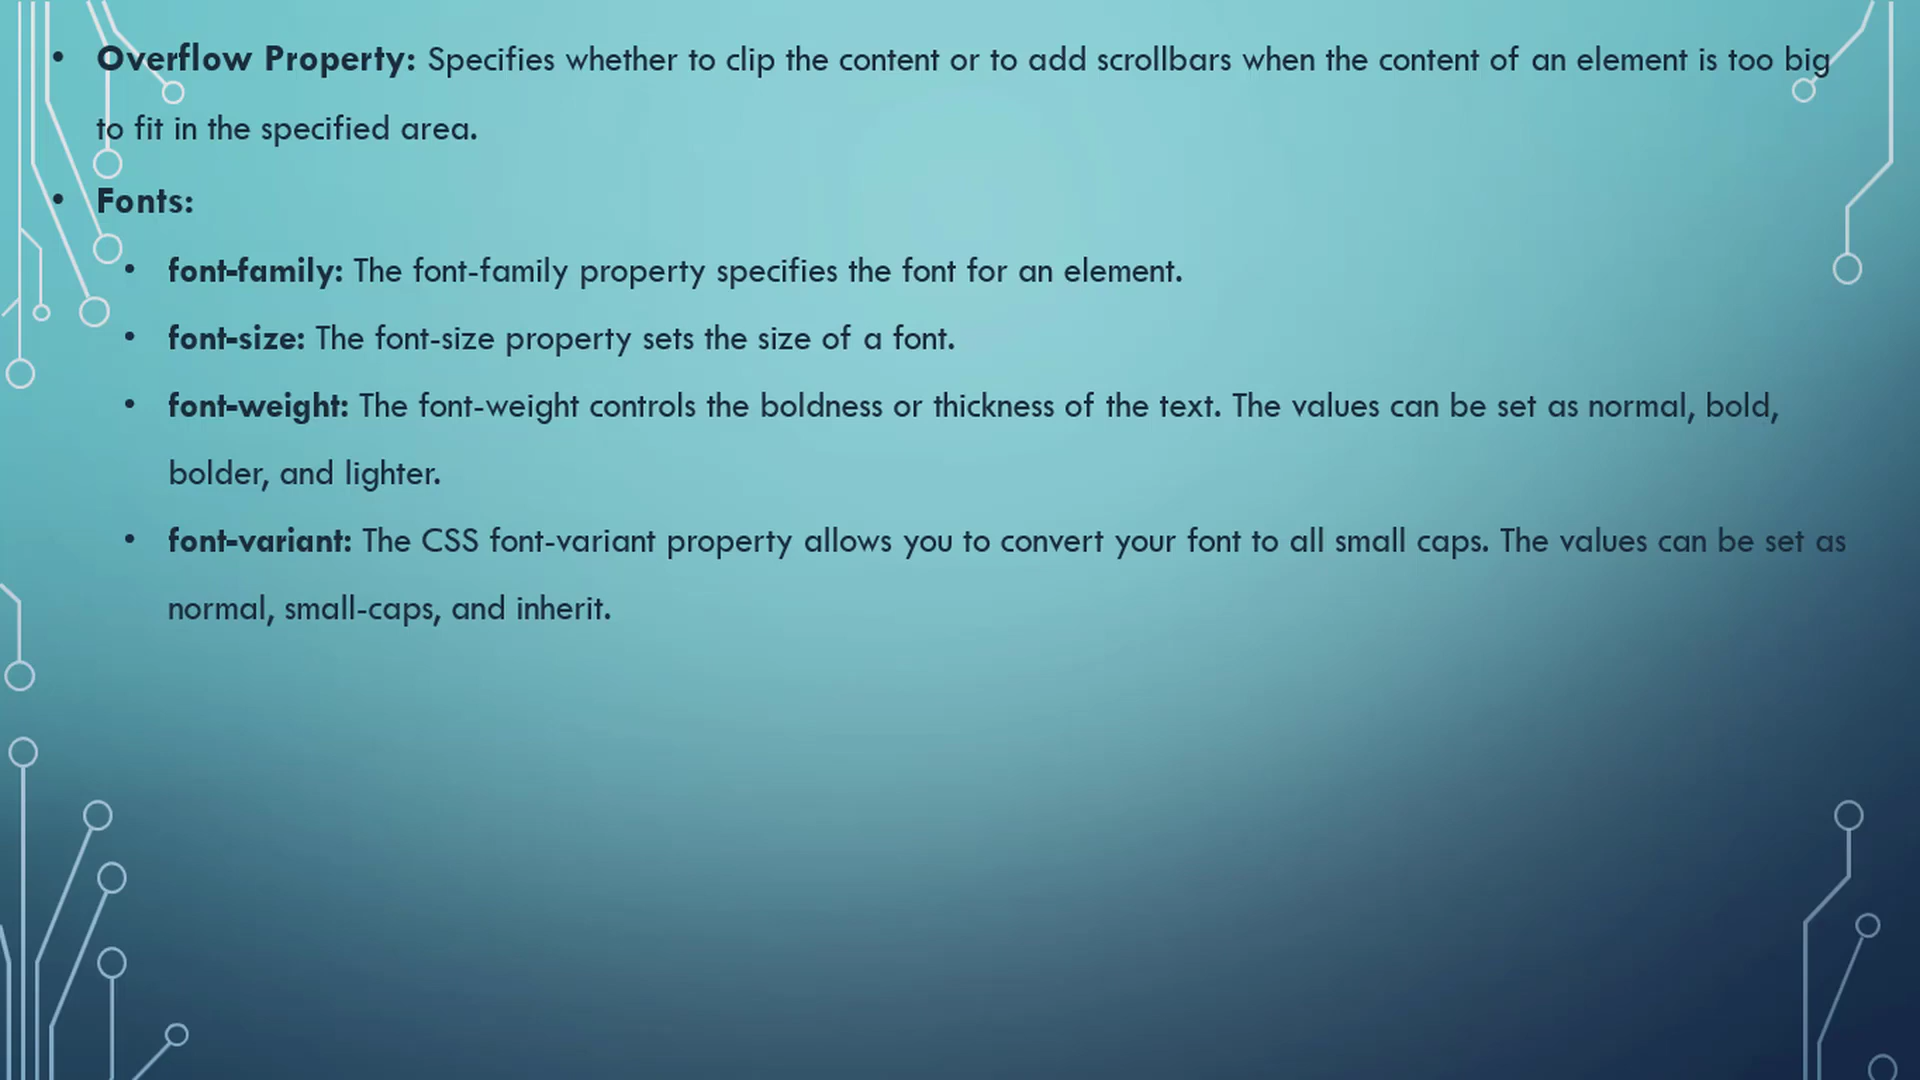 • Overflow Property: Specifies whether to clip the content or to add scrollbars when the content of an element is too big
to fit in the specified area.
• Fonts:
• font-family: The font-family property specifies the font for an element.
• font-size: The font-size property sets the size of a font.
• font-weight: The font-weight controls the boldness or thickness of the text. The values can be set as normal, bold,
bolder, and lighter.
• font-variant: The CSS font-variant property allows you to convert your font to all small caps. The values can be set as
normal, small-caps, and inherit.